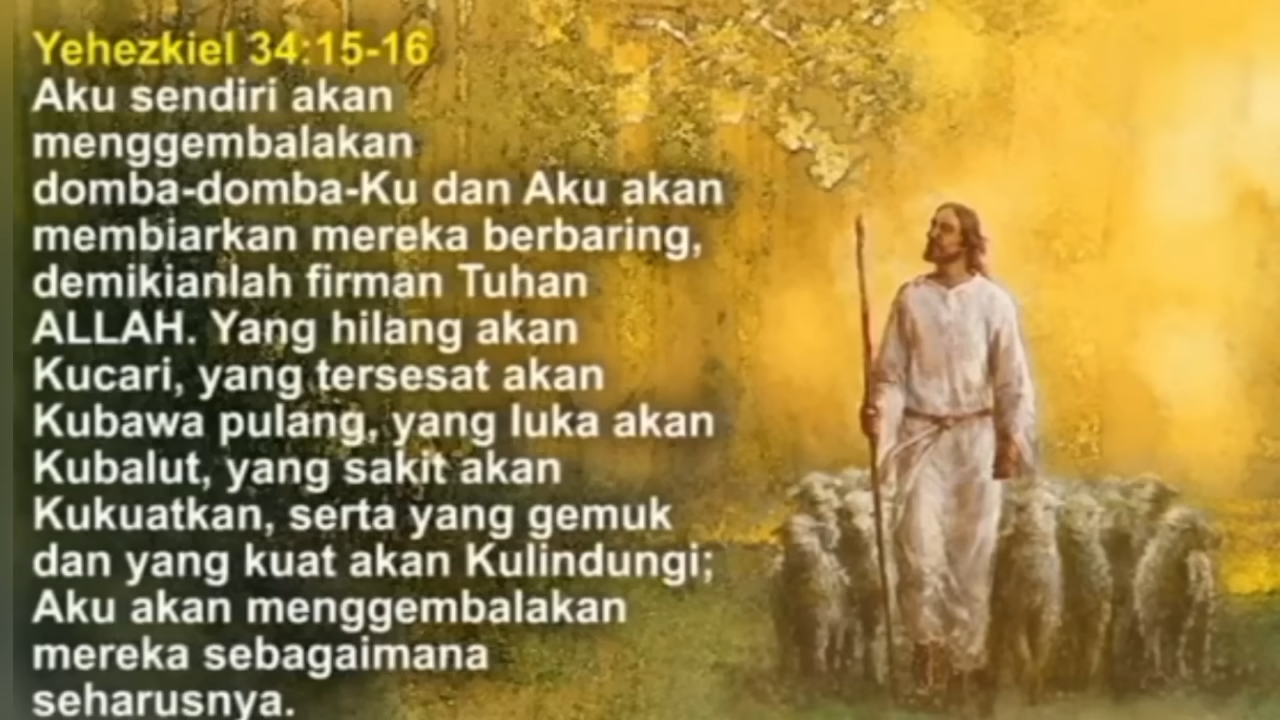 Yehezkiel 34:15-16
Aku sendiri akan
menggembalakan
domba-domba-Ku dan Aku akan
membiarkan mereka berbaring,
demikianlah firman Tuhan
ALLAH. Yang hilang akan
Kucari, yang tersesat akan
Kubawa pulang, yang luka akan
Kubalut, yang sakit akan
Kukuatkan, serta yang gemuk
dan yang kuat akan Kulindungi;
Aku akan menggembalakan
mereka sebagaimana
seharusnya.